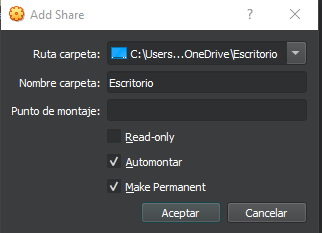 Add Share
Ruta carpeta: C:\Users...OneDrive\Escritorio
Nombre carpeta: Escritorio
Punto de montaje:
Read-only
Automontar
Make Permanent
Aceptar Cancelar